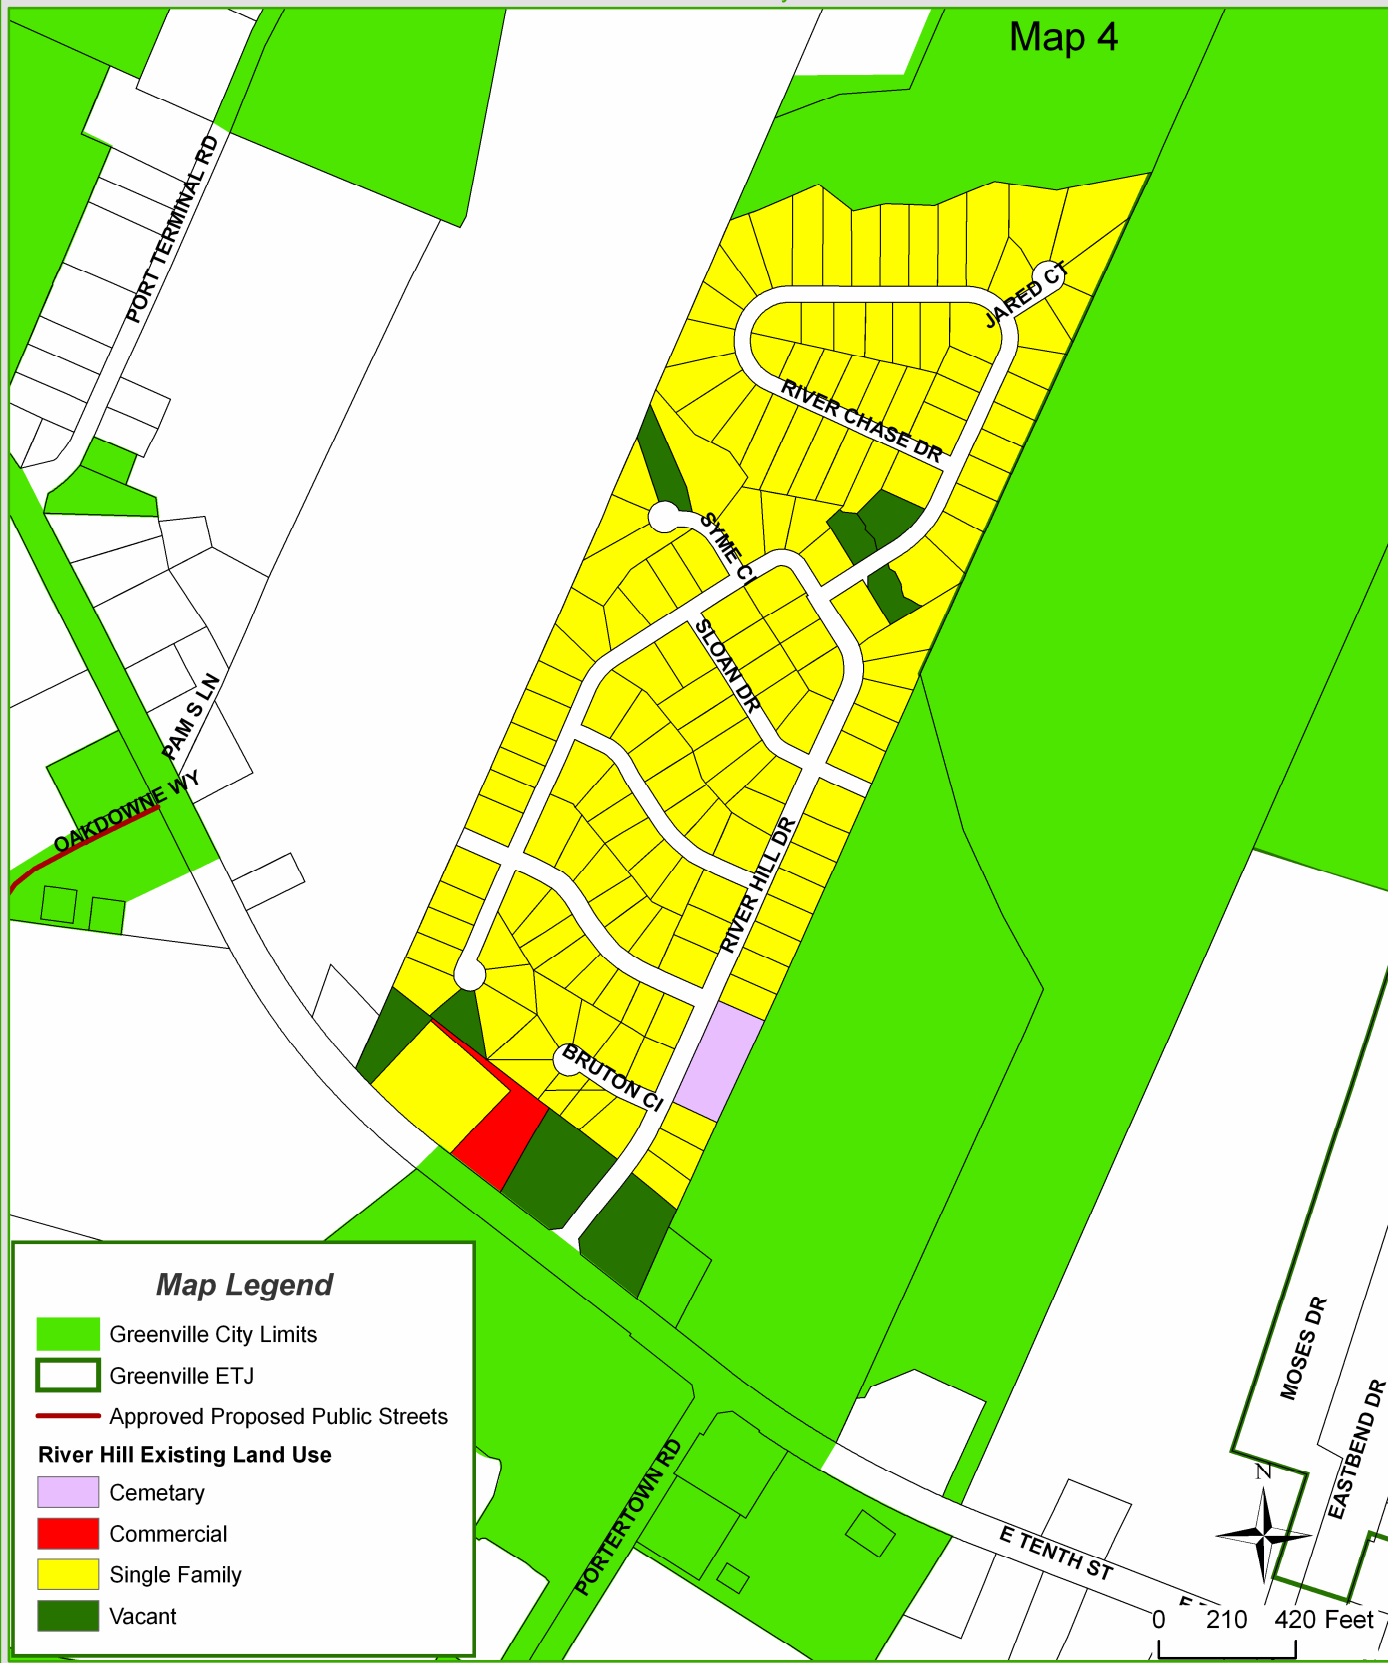 Map 4
PORT TERMINAL RD
JARED CT
RIVER CHASE DR
SYME CI
SLOAN DR
PAM S LN
OAKDOWNE WY
RIVER HILL DR
BRUTON CI
Map Legend
Greenville City Limits
Greenville ETJ
Approved Proposed Public Streets
River Hill Existing Land Use
Cemetary
Commercial
Single Family
Vacant
MOSES DR
EASTBEND DR
PORTERTOWN RD
N
E TENTH ST
0 210 420 Feet